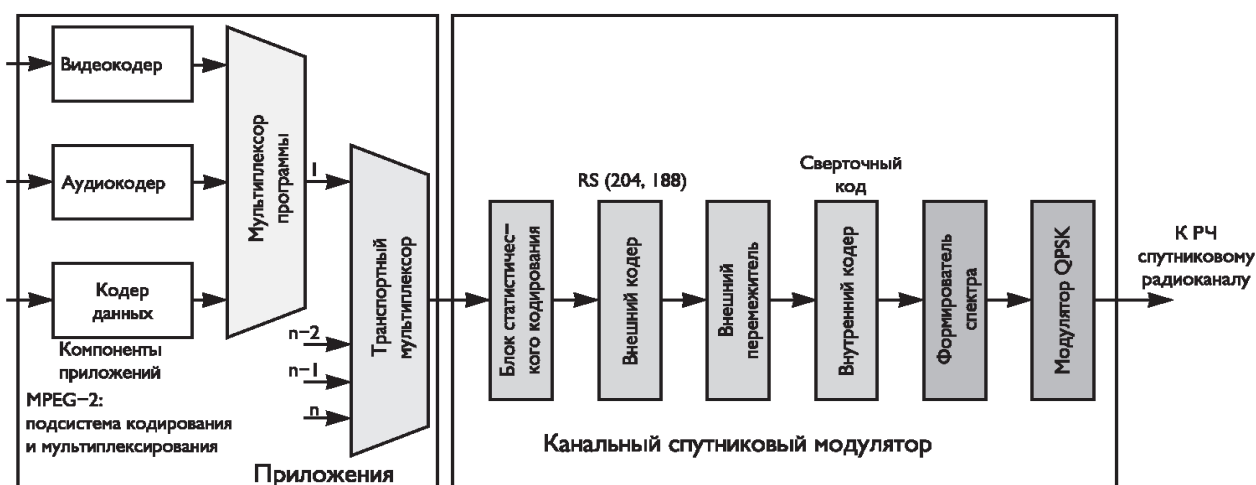 Видеокодер
Аудиокодер
Кодер
данных
Компоненты
приложений
MPEG–2:
подсистема кодирования
и мультиплексирования
Мультиплексор
программы
1
n–2
n–1
n
Транспортный
мультиплексор
Приложения
Блок статистичес–
кого кодирования
RS (204, 188)
Внешний кодер
Внешний
перемежитель
Сверточный
код
Внутренний кодер
Формирователь
спектра
Модулятор QPSK
Канальный спутниковый модулятор
К РЧ
спутниковому
радиоканалу